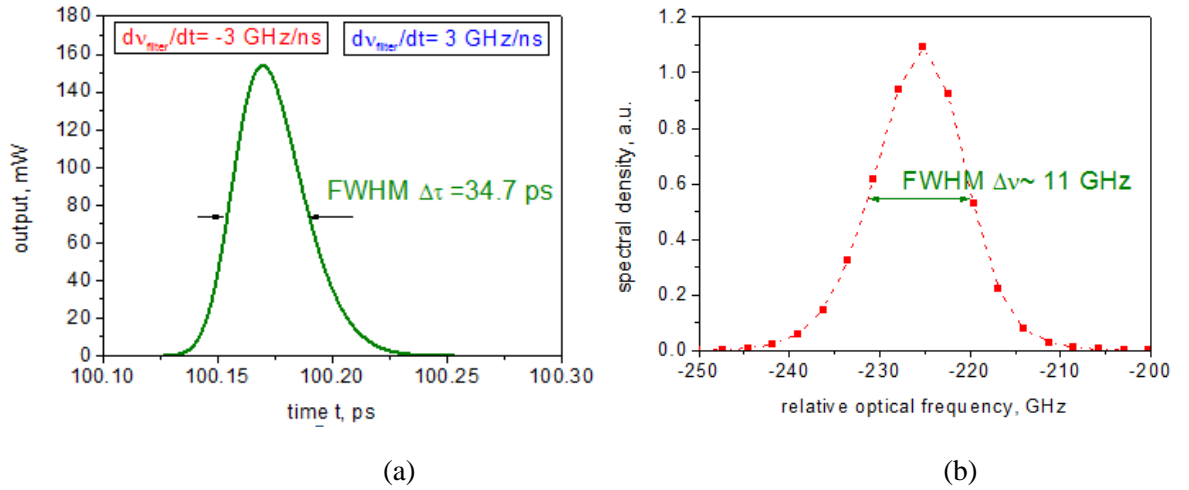 180
160
140
120
100
80
60
40
20
0
output, mW
dν_filter/dt= -3 GHz/ns
dν_filter/dt= 3 GHz/ns
FWHM Δτ =34.7 ps
100.10 100.15 100.20 100.25 100.30
time t, ps
(a)
1.2
1.0
0.8
0.6
0.4
0.2
0.0
spectral density, a.u.
FWHM Δν~ 11 GHz
-250 -240 -230 -220 -210 -200
relative optical frequency, GHz
(b)